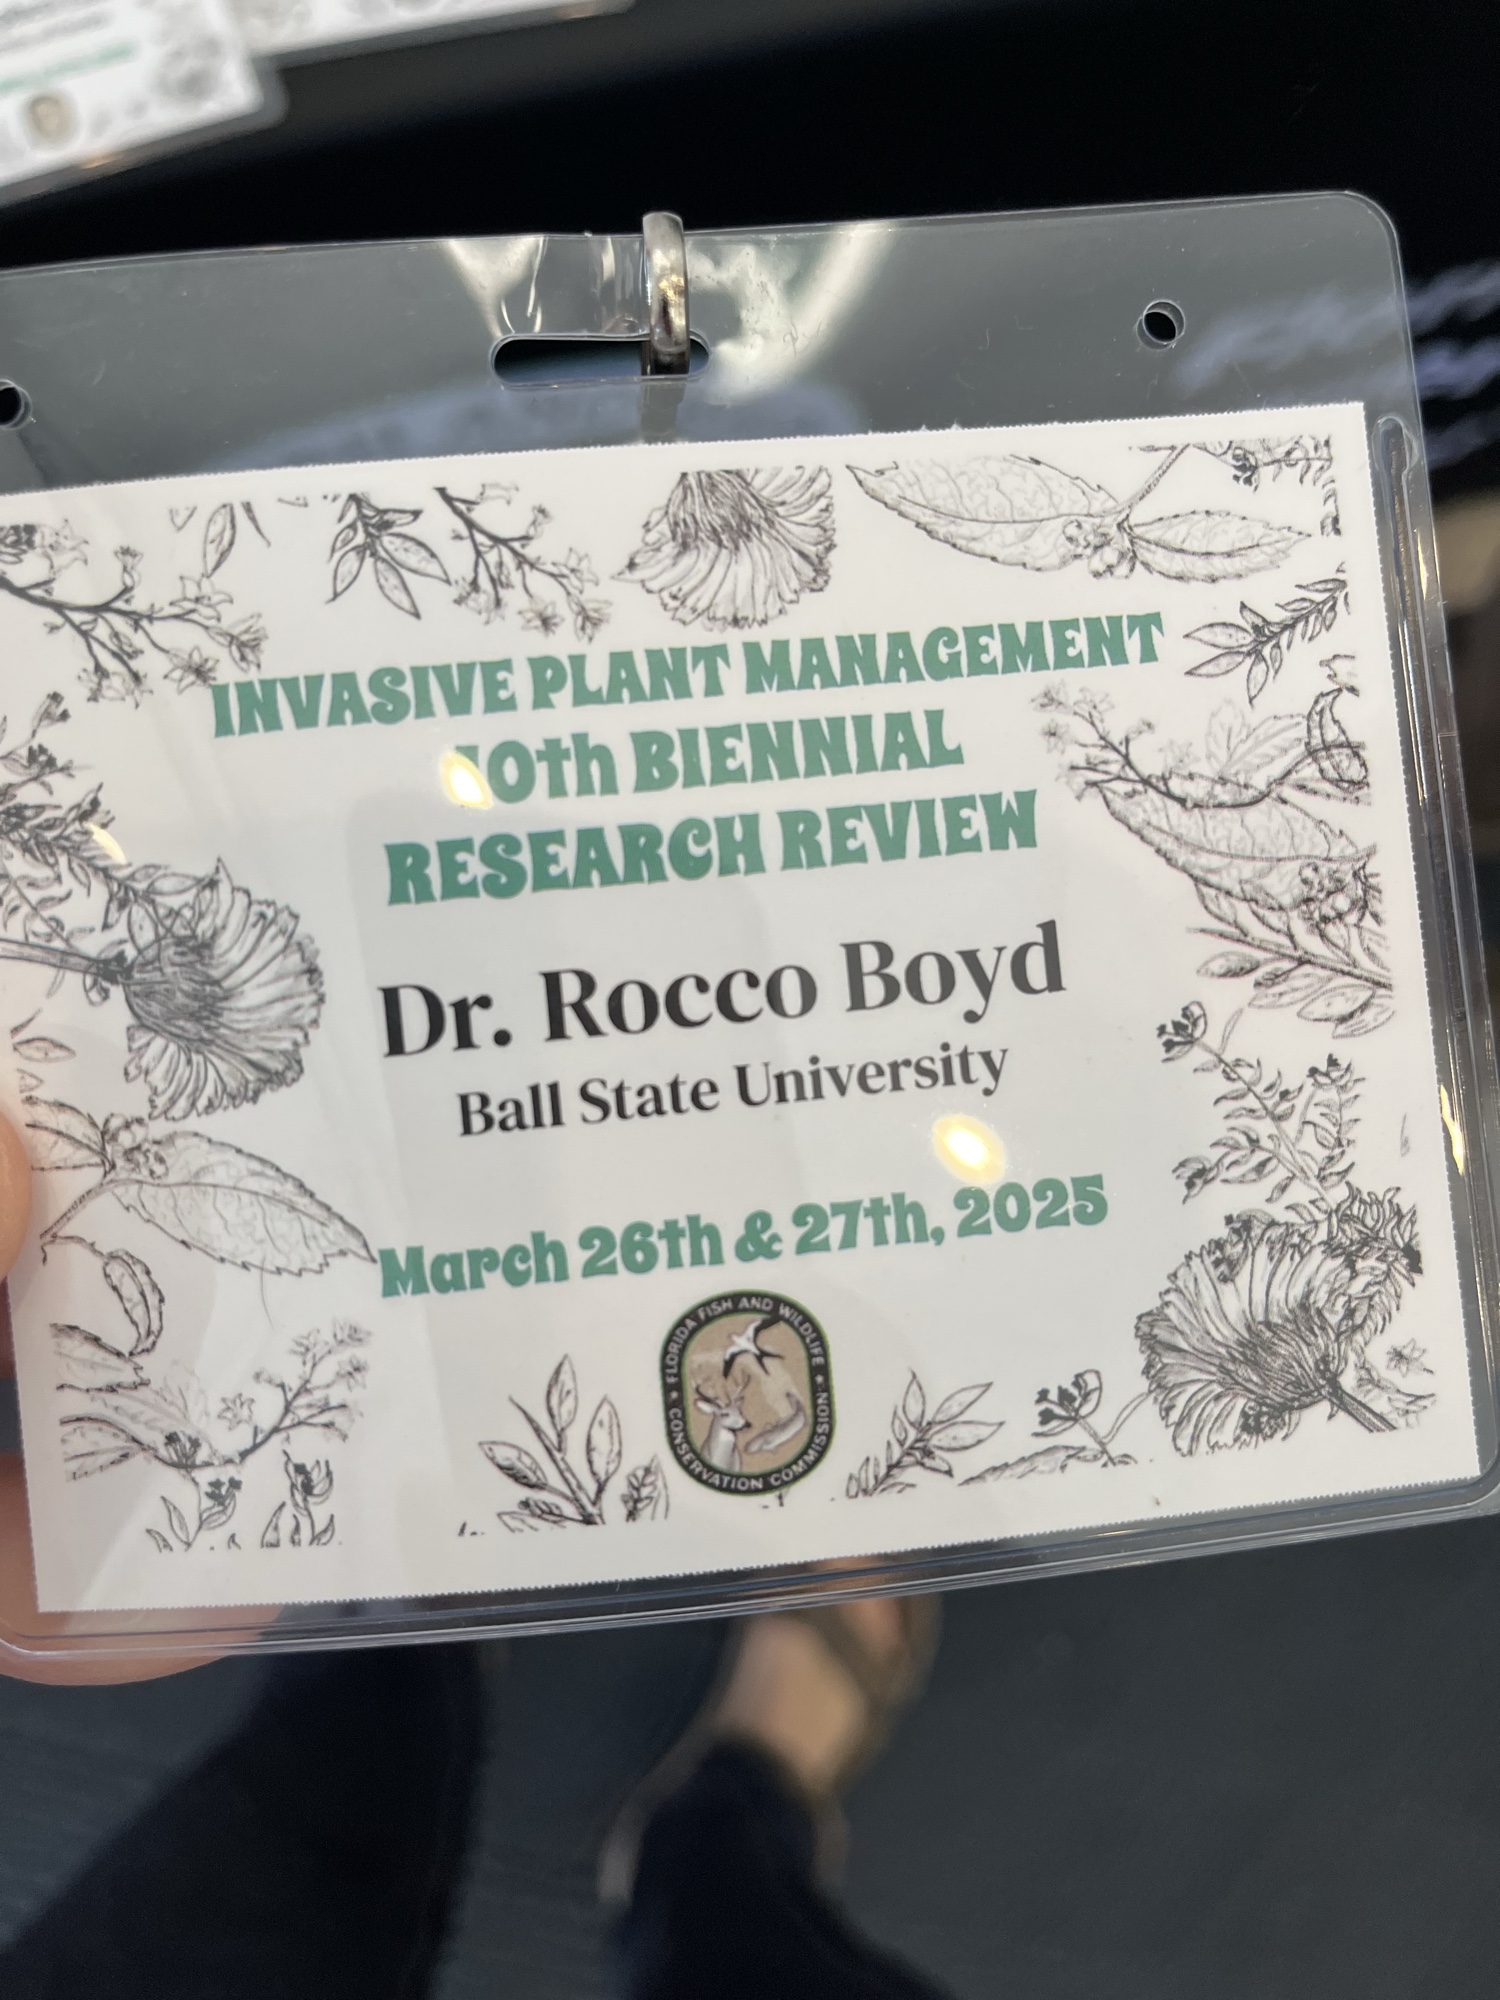 INVASIVE PLANT MANAGEMENT
10th BIENNIAL
RESEARCH REVIEW
Dr. Rocco Boyd
Ball State University
March 26th & 27th, 2025
FLORIDA FISH AND WILDLIFE
CONSERVATION COMMISSION